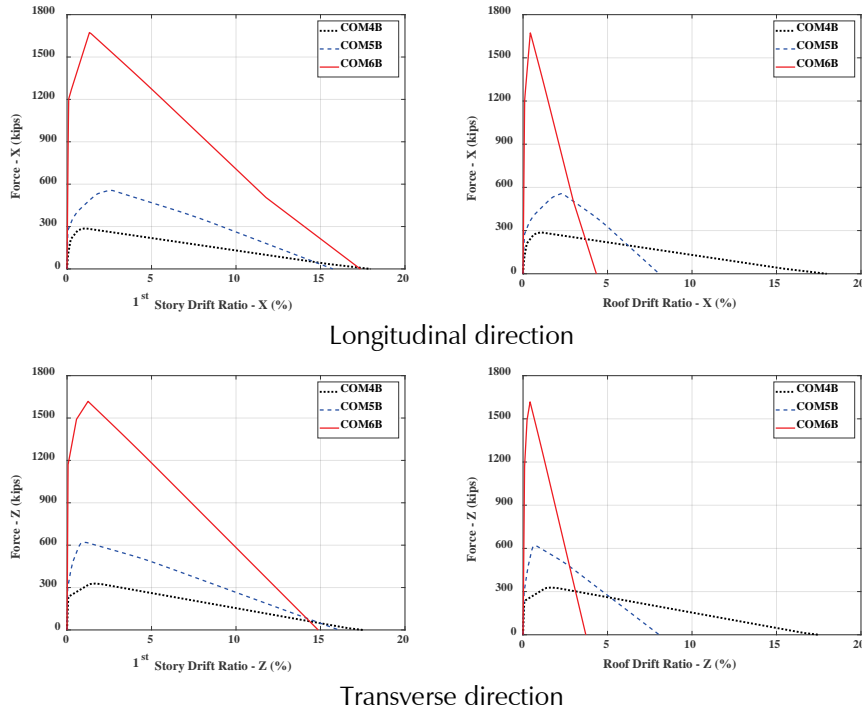 1800
1500
1200
900
600
300
0
Force - X (kips)
COM4B
COM5B
COM6B
0 5 10 15 20
1st Story Drift Ratio - X (%)
1800
1500
1200
900
600
300
0
Force - X (kips)
COM4B
COM5B
COM6B
0 5 10 15 20
Roof Drift Ratio - X (%)
Longitudinal direction
1800
1500
1200
900
600
300
0
Force - Z (kips)
COM4B
COM5B
COM6B
0 5 10 15 20
1st Story Drift Ratio - Z (%)
1800
1500
1200
900
600
300
0
Force - Z (kips)
COM4B
COM5B
COM6B
0 5 10 15 20
Roof Drift Ratio - Z (%)
Transverse direction